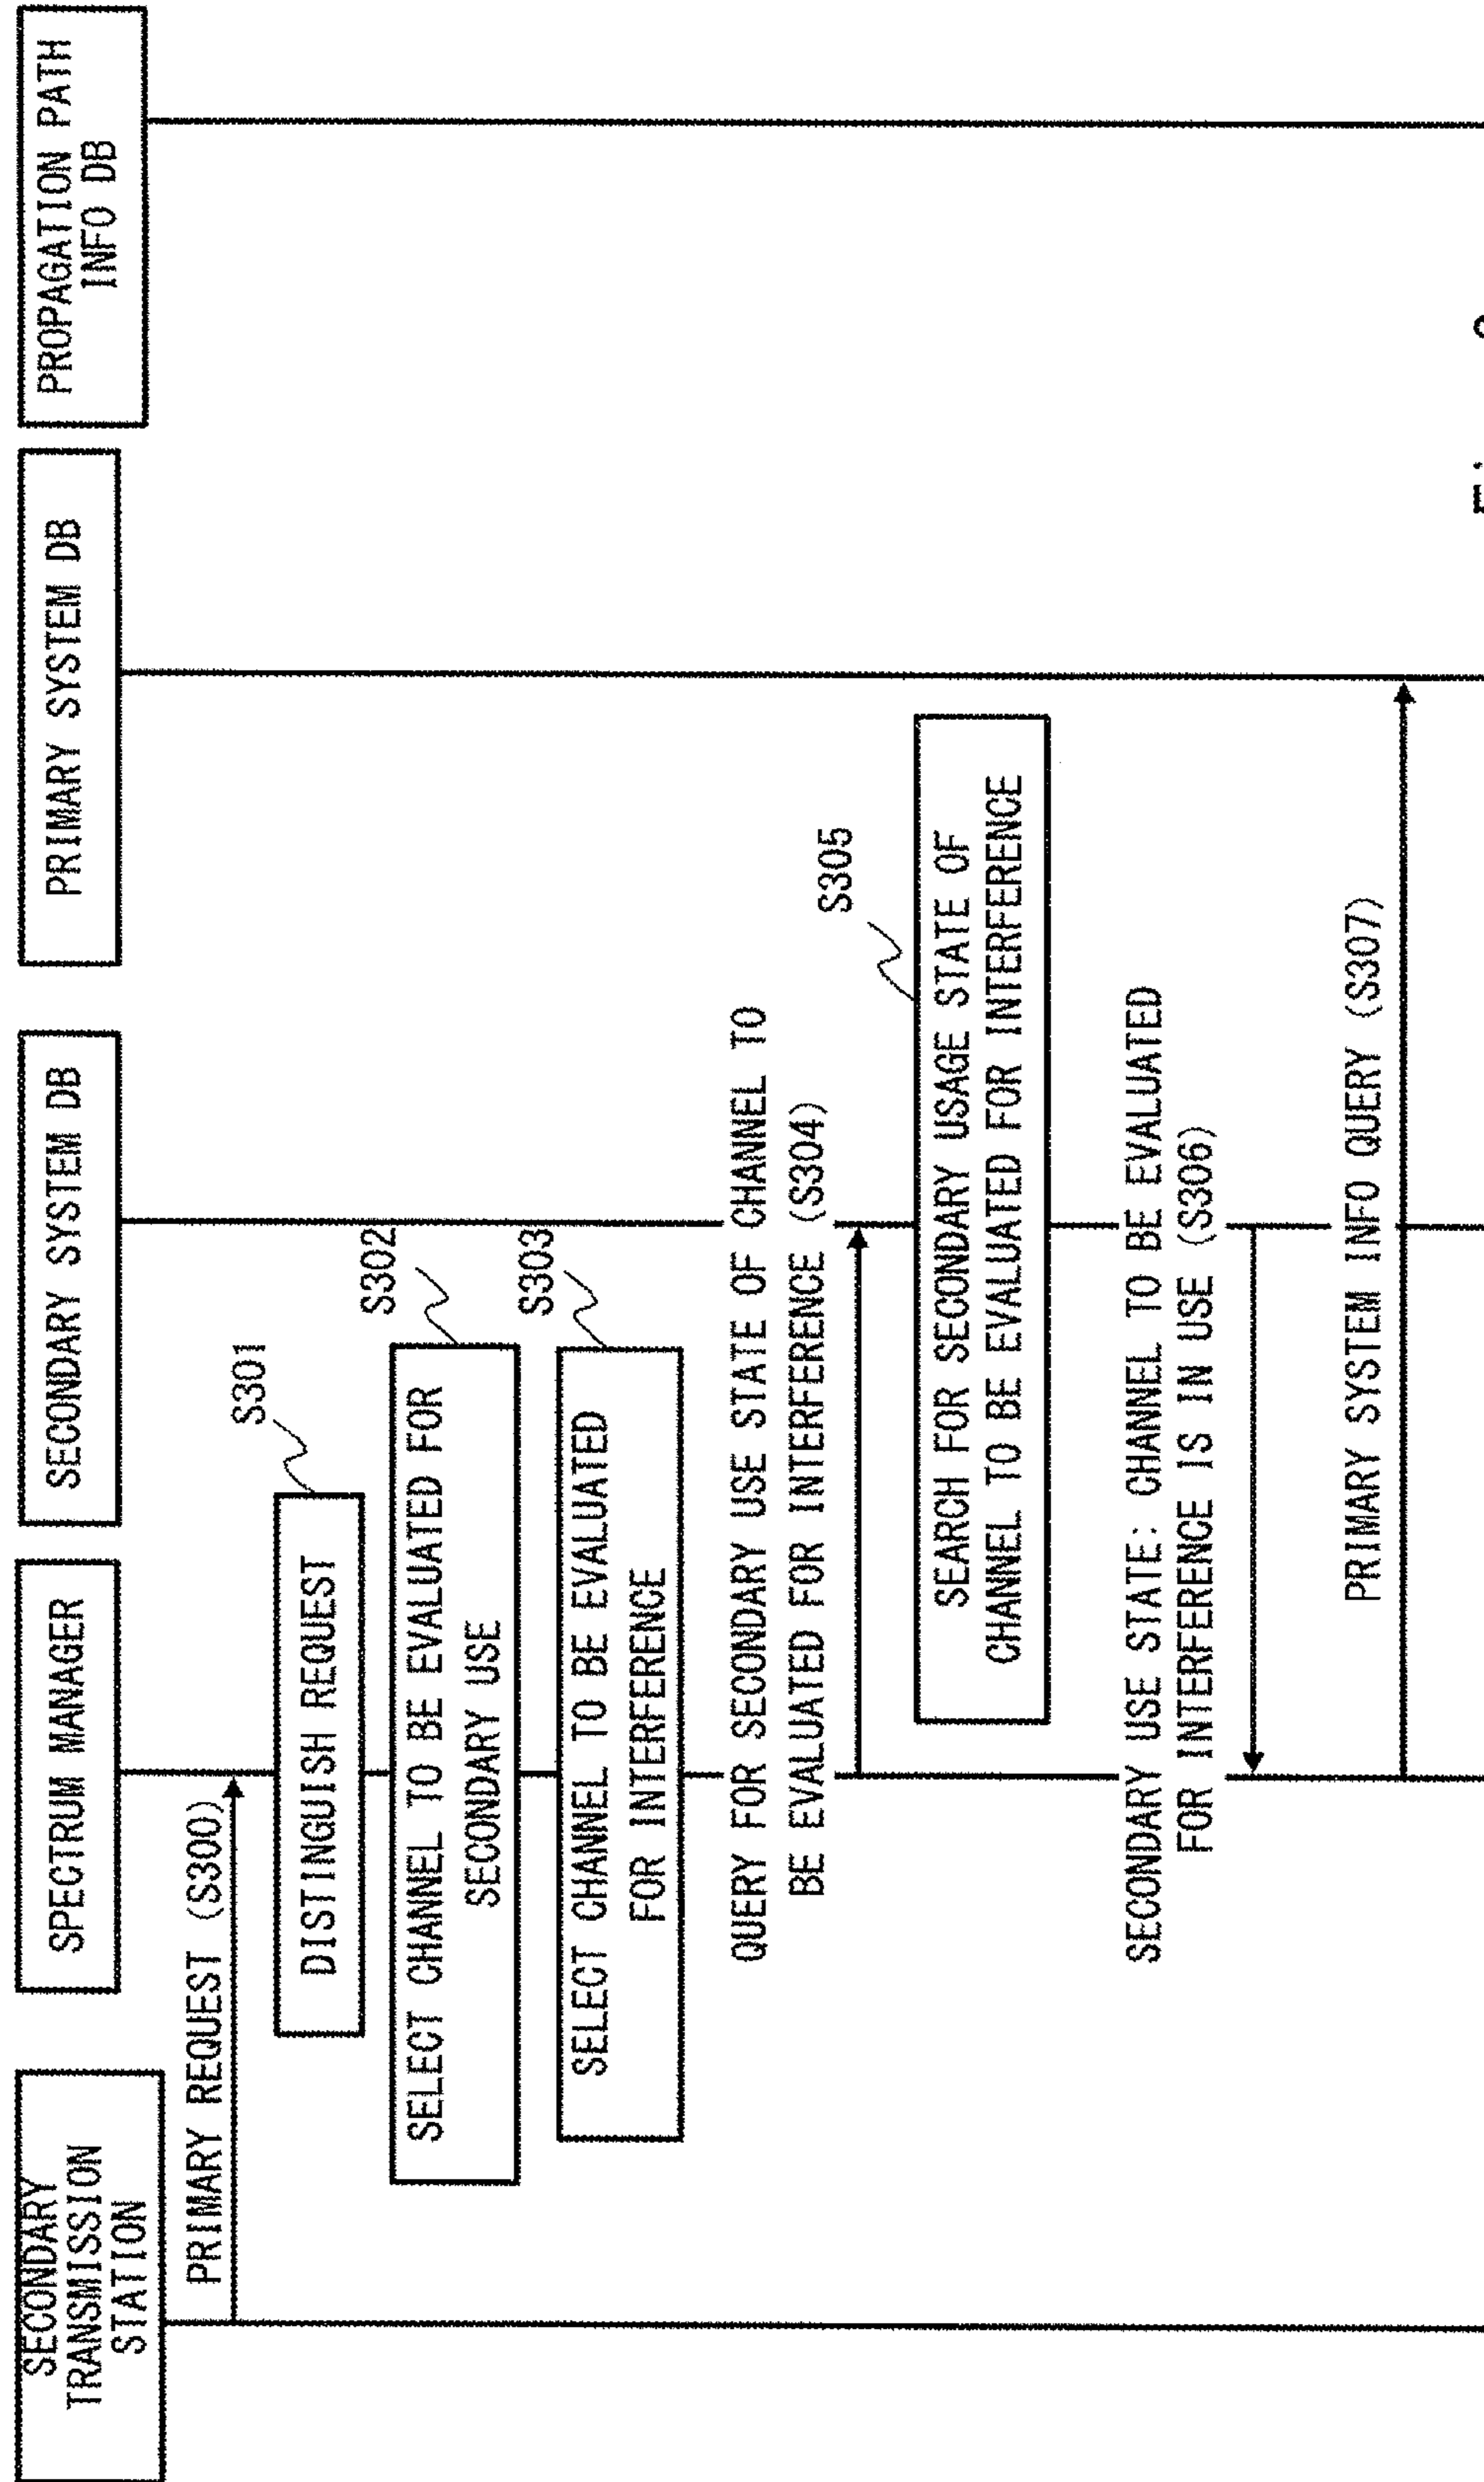 SECONDARY
TRANSMISSION
STATION
SPECTRUM MANAGER
SECONDARY SYSTEM DB
PRIMARY SYSTEM DB
PROPAGATION PATH
INFO DB
PRIMARY REQUEST (S300)
S301
DISTINGUISH REQUEST
S302
SELECT CHANNEL TO BE EVALUATED FOR
SECONDARY USE
S303
SELECT CHANNEL TO BE EVALUATED
FOR INTERFERENCE
QUERY FOR SECONDARY USE STATE OF CHANNEL TO
BE EVALUATED FOR INTERFERENCE (S304)
S305
SEARCH FOR SECONDARY USAGE STATE OF
CHANNEL TO BE EVALUATED FOR INTERFERENCE
SECONDARY USE STATE: CHANNEL TO BE EVALUATED
FOR INTERFERENCE IS IN USE (S306)
PRIMARY SYSTEM INFO QUERY (S307)